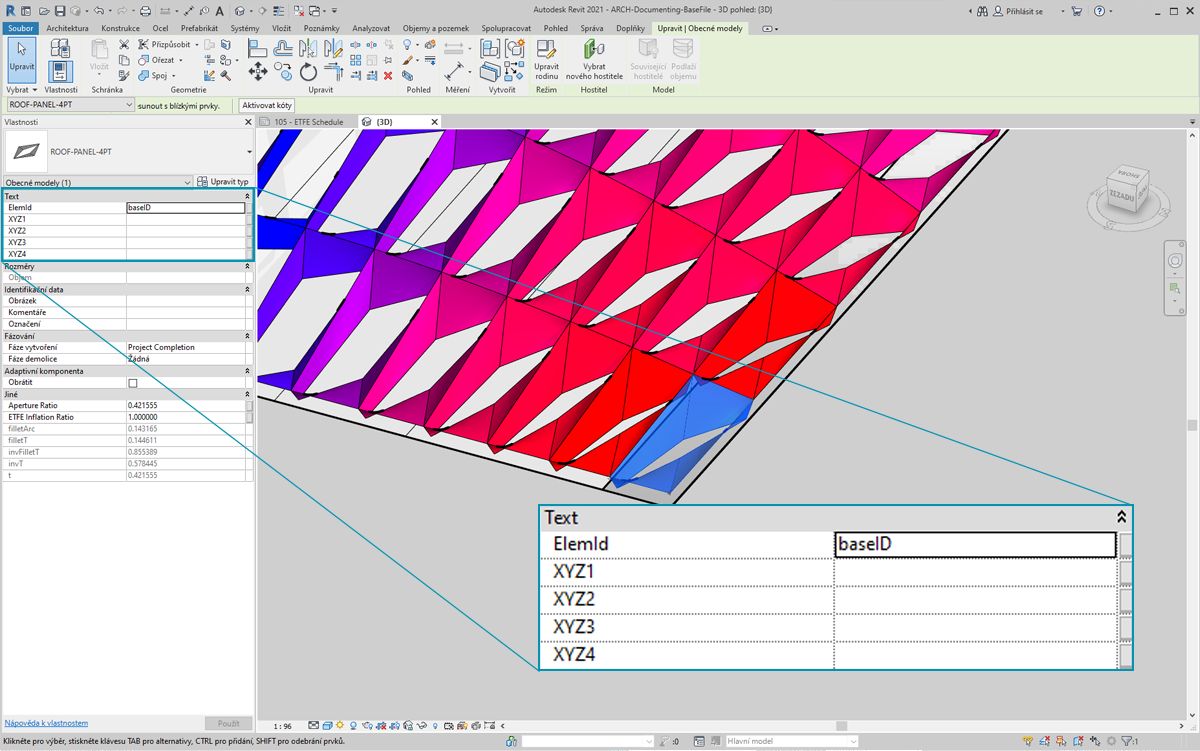 Autodesk Revit 2021 - ARCH-Documenting-BaseFile - 3D pohled: {3D}
Přihlásit se
Soubor Architektura Konstrukce Ocel Prefabrikát Systémy Vložit Poznámky Analyzovat Objemy a pozemek Spolupracovat Pohled Správa Doplňky Upravit | Obecné modely
Upravit
Vložit
Přizpůsobit
Ořezat
Spoj
Upravit rodinu
Vybrat nového hostitele
Související hostitelé
Podlaží objemu
Vybrat Vlastnosti Schránka Geometrie Upravit Pohled Měření Vytvořit Režim Hostitel Model
ROOF-PANEL-4PT
sunout s blízkými prvky.
Aktivovat kóty
Vlastnosti
105 - ETFE Schedule
{3D}
ROOF-PANEL-4PT
Obecné modely (1)
Upravit typ
Text
ElemId baseID
XYZ1
XYZ2
XYZ3
XYZ4
Rozměry
Objem
Identifikační data
Obrázek
Komentáře
Označení
Fázování
Fáze vytvoření Project Completion
Fáze demolice Žádná
Adaptivní komponenta
Obrátit
Jiné
Aperture Ratio 0.421555
ETFE Inflation Ratio 1.000000
filletArc 0.143165
filletT 0.144611
invFilletT 0.855389
invT 0.578445
t 0.421555
ZEZADU
Text
ElemId baseID
XYZ1
XYZ2
XYZ3
XYZ4
Nápověda k vlastnostem
Použít
1 : 96
Klikněte pro výběr, stiskněte klávesu TAB pro alternativy, CTRL pro přidání, SHIFT pro odebrání prvků.
:0
Hlavní model
:1